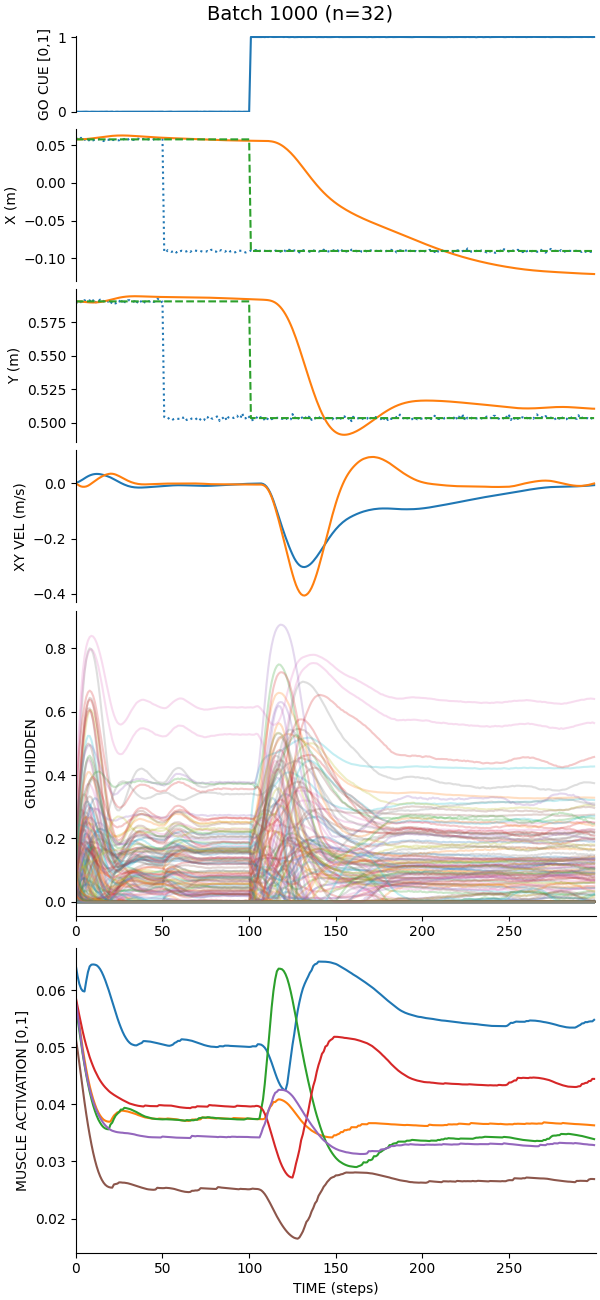 Batch 1000 (n=32)
GO CUE [0,1]
1
0
X (m)
0.05
0.00
−0.05
−0.10
Y (m)
0.575
0.550
0.525
0.500
XY VEL (m/s)
0.0
−0.2
−0.4
GRU HIDDEN
0.8
0.6
0.4
0.2
0.0
0 50 100 150 200 250
MUSCLE ACTIVATION [0,1]
0.06
0.05
0.04
0.03
0.02
0 50 100 150 200 250
TIME (steps)